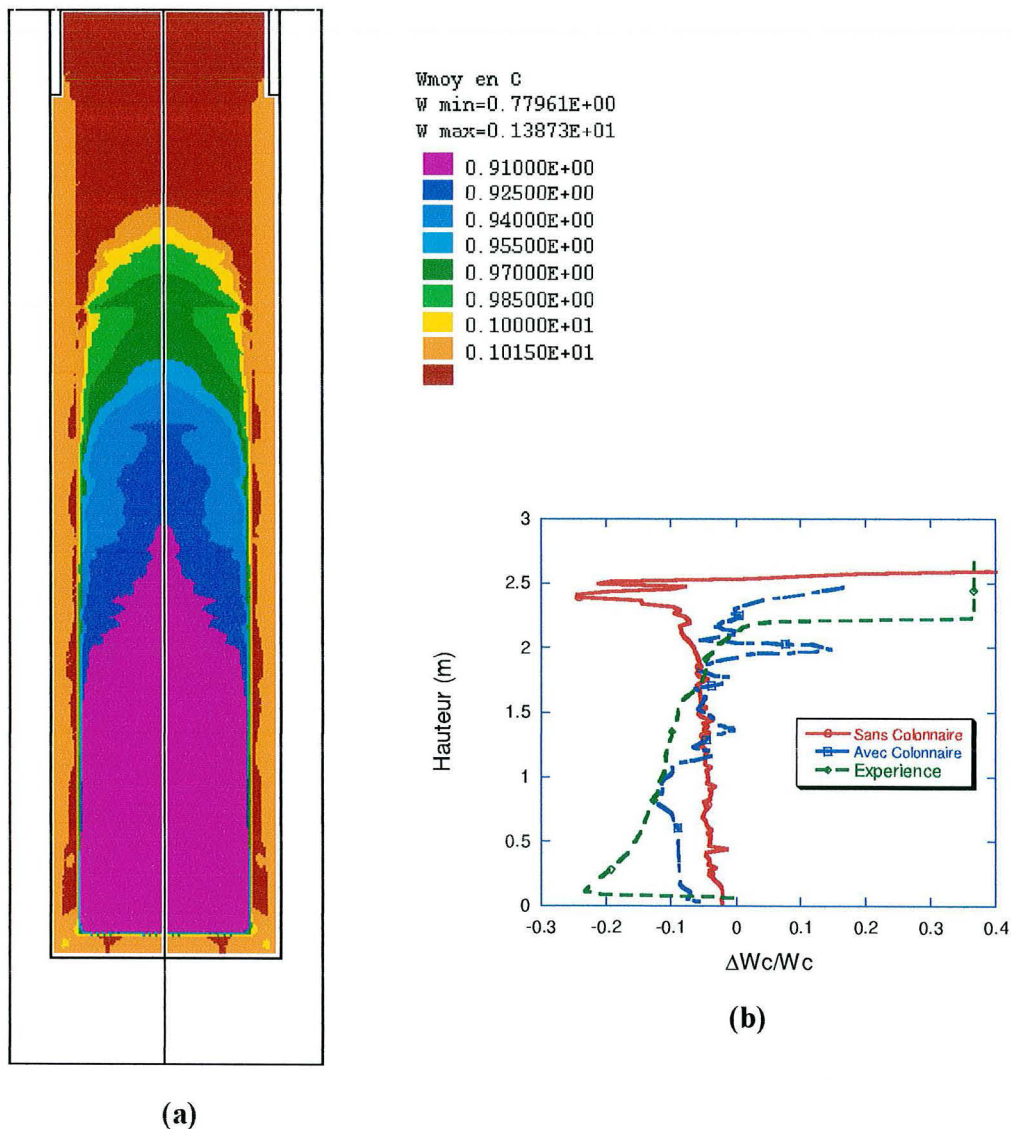 Wmoy en C
W min=0.77961E+00
W max=0.13873E+01
0.91000E+00
0.92500E+00
0.94000E+00
0.95500E+00
0.97000E+00
0.98500E+00
0.10000E+01
0.10150E+01
3
2.5
2
1.5
1
0.5
0
Hauteur (m)
Sans Colonnaire
Avec Colonnaire
Experience
-0.3 -0.2 -0.1 0 0.1 0.2 0.3 0.4
ΔWc/Wc
(b)
(a)